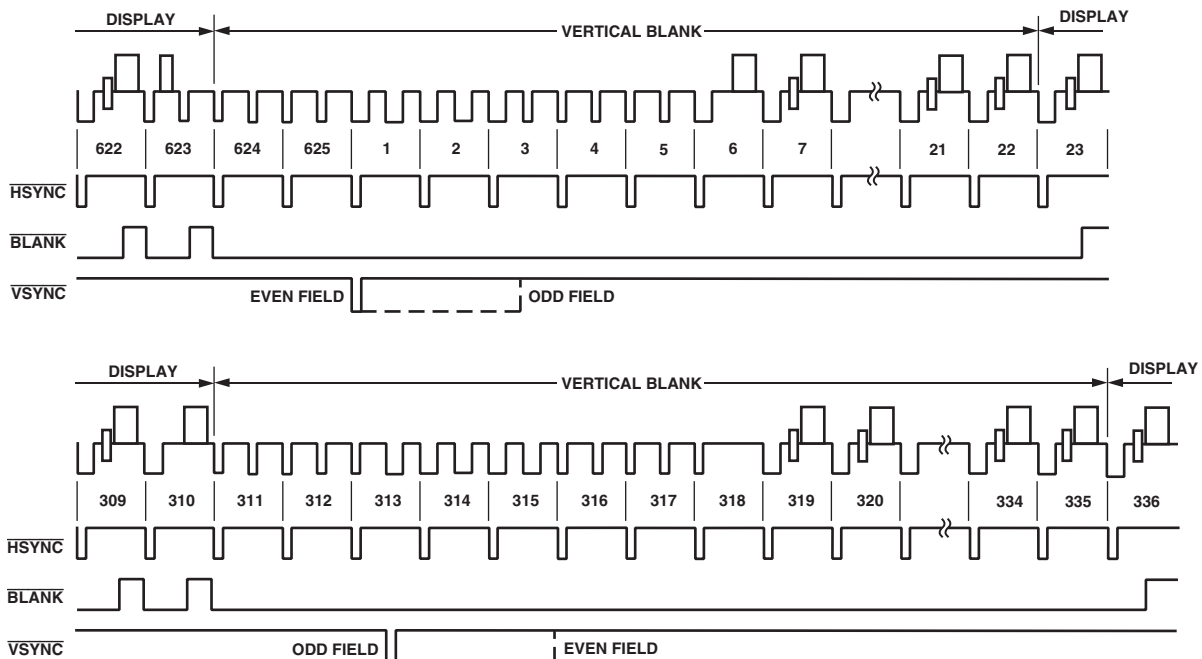 DISPLAY VERTICAL BLANK DISPLAY
622 623 624 625 1 2 3 4 5 6 7 21 22 23
HSYNC
BLANK
VSYNC
EVEN FIELD ODD FIELD
DISPLAY VERTICAL BLANK DISPLAY
309 310 311 312 313 314 315 316 317 318 319 320 334 335 336
HSYNC
BLANK
VSYNC
ODD FIELD EVEN FIELD